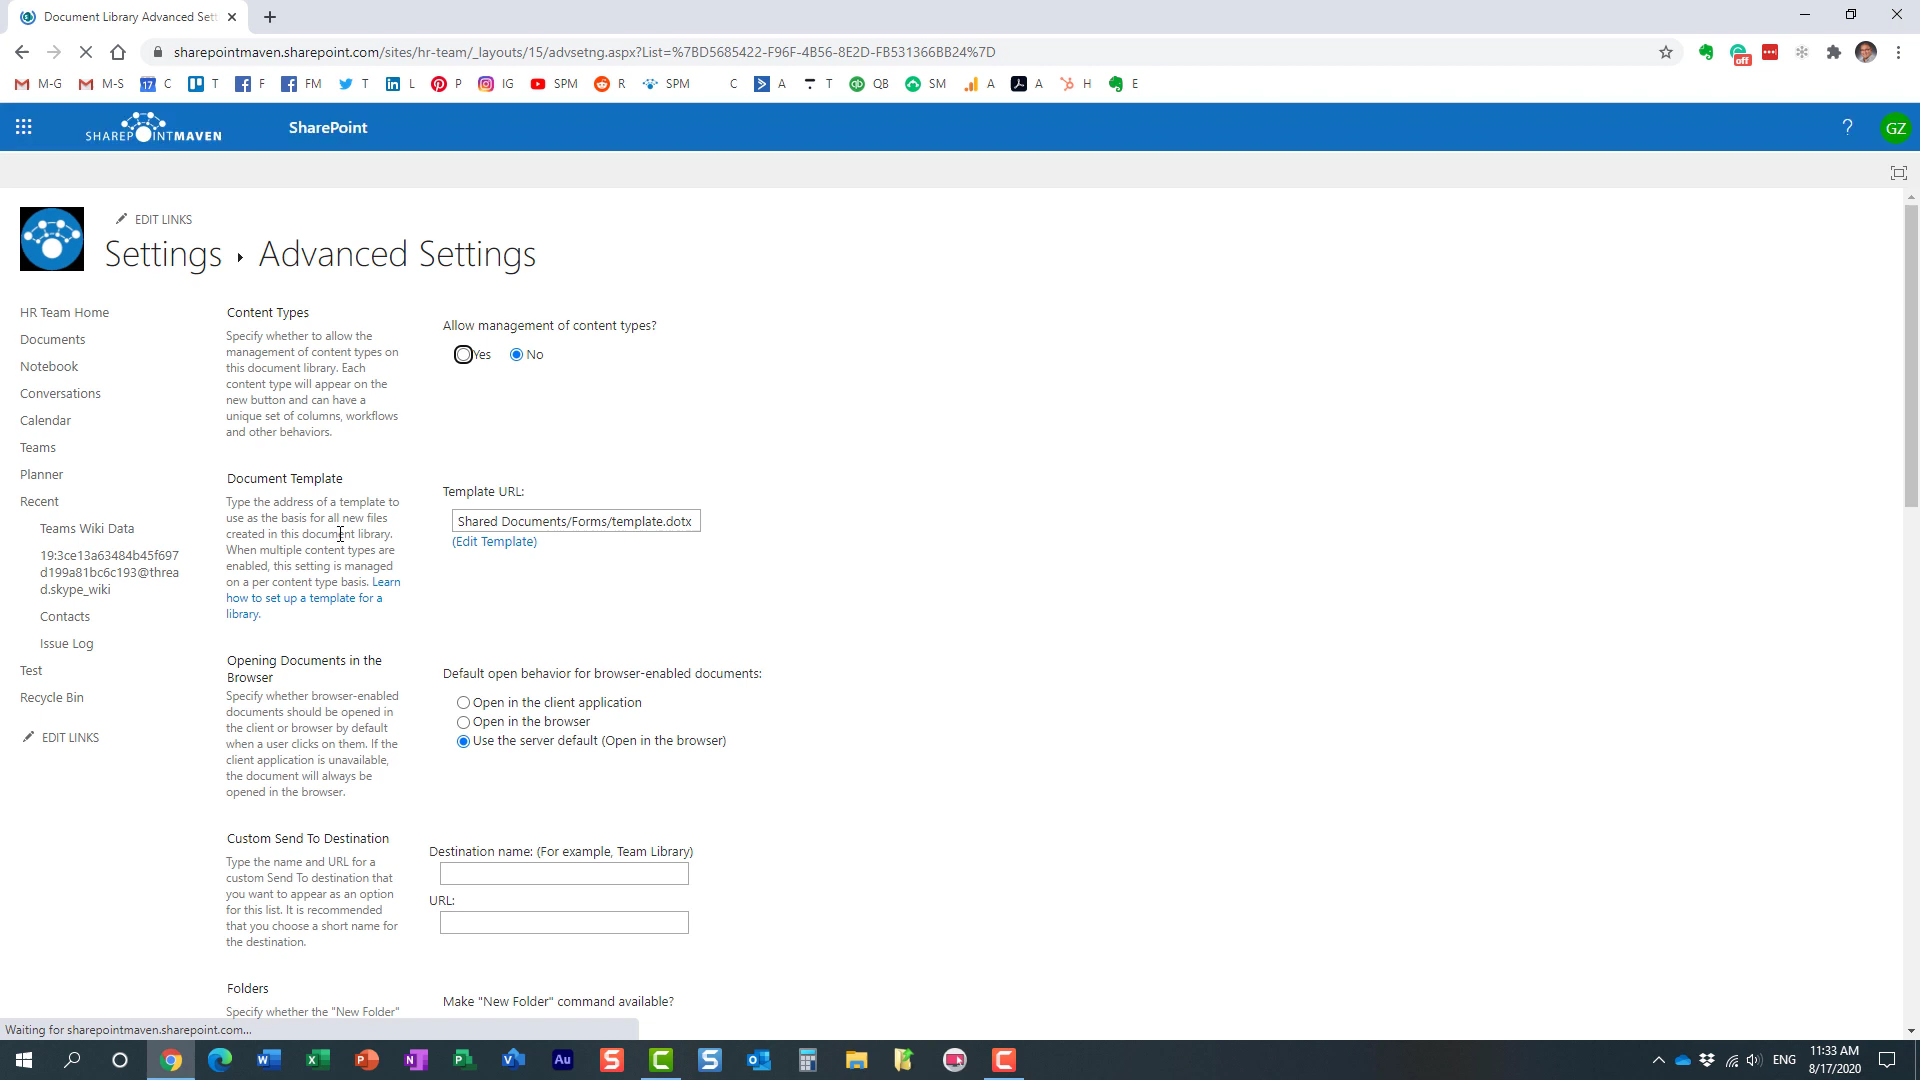 Document Library Advanced Sett
sharepointmaven.sharepoint.com/sites/hr-team/_layouts/15/advsetng.aspx?List=%7BD5685422-F96F-4B56-8E2D-FB531366BB24%7D
off
M-G M-S 17 C T F FM T L P IG SPM R SPM C A T QB SM A A H E
SHAREPOINTMAVEN SharePoint ? GZ
EDIT LINKS
Settings ▸ Advanced Settings
HR Team Home
Documents
Notebook
Conversations
Calendar
Teams
Planner
Recent
Teams Wiki Data
19:3ce13a63484b45f697
d199a81bc6c193@threa
d.skype_wiki
Contacts
Issue Log
Test
Recycle Bin
EDIT LINKS
Content Types
Specify whether to allow the
management of content types on
this document library. Each
content type will appear on the
new button and can have a
unique set of columns, workflows
and other behaviors.
Allow management of content types?
Yes No
Document Template
Type the address of a template to
use as the basis for all new files
created in this document library.
When multiple content types are
enabled, this setting is managed
on a per content type basis. Learn
how to set up a template for a
library.
Template URL:
Shared Documents/Forms/template.dotx
(Edit Template)
Opening Documents in the
Browser
Specify whether browser-enabled
documents should be opened in
the client or browser by default
when a user clicks on them. If the
client application is unavailable,
the document will always be
opened in the browser.
Default open behavior for browser-enabled documents:
Open in the client application
Open in the browser
Use the server default (Open in the browser)
Custom Send To Destination
Type the name and URL for a
custom Send To destination that
you want to appear as an option
for this list. It is recommended
that you choose a short name for
the destination.
Destination name: (For example, Team Library)
URL:
Folders
Specify whether the "New Folder"
Make "New Folder" command available?
Waiting for sharepointmaven.sharepoint.com...
ENG
11:33 AM
8/17/2020